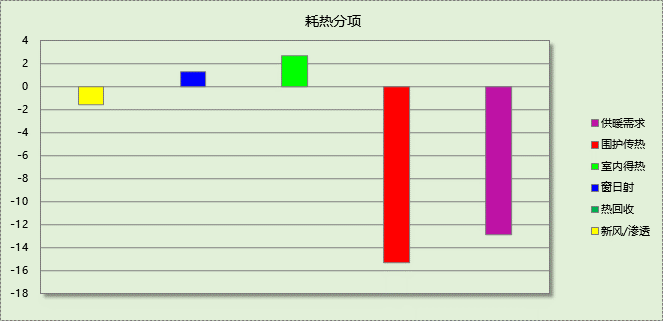 耗热分项
4
2
0
-2
-4
-6
-8
-10
-12
-14
-16
-18
供暖需求
围护传热
室内得热
窗日射
热回收
新风/渗透